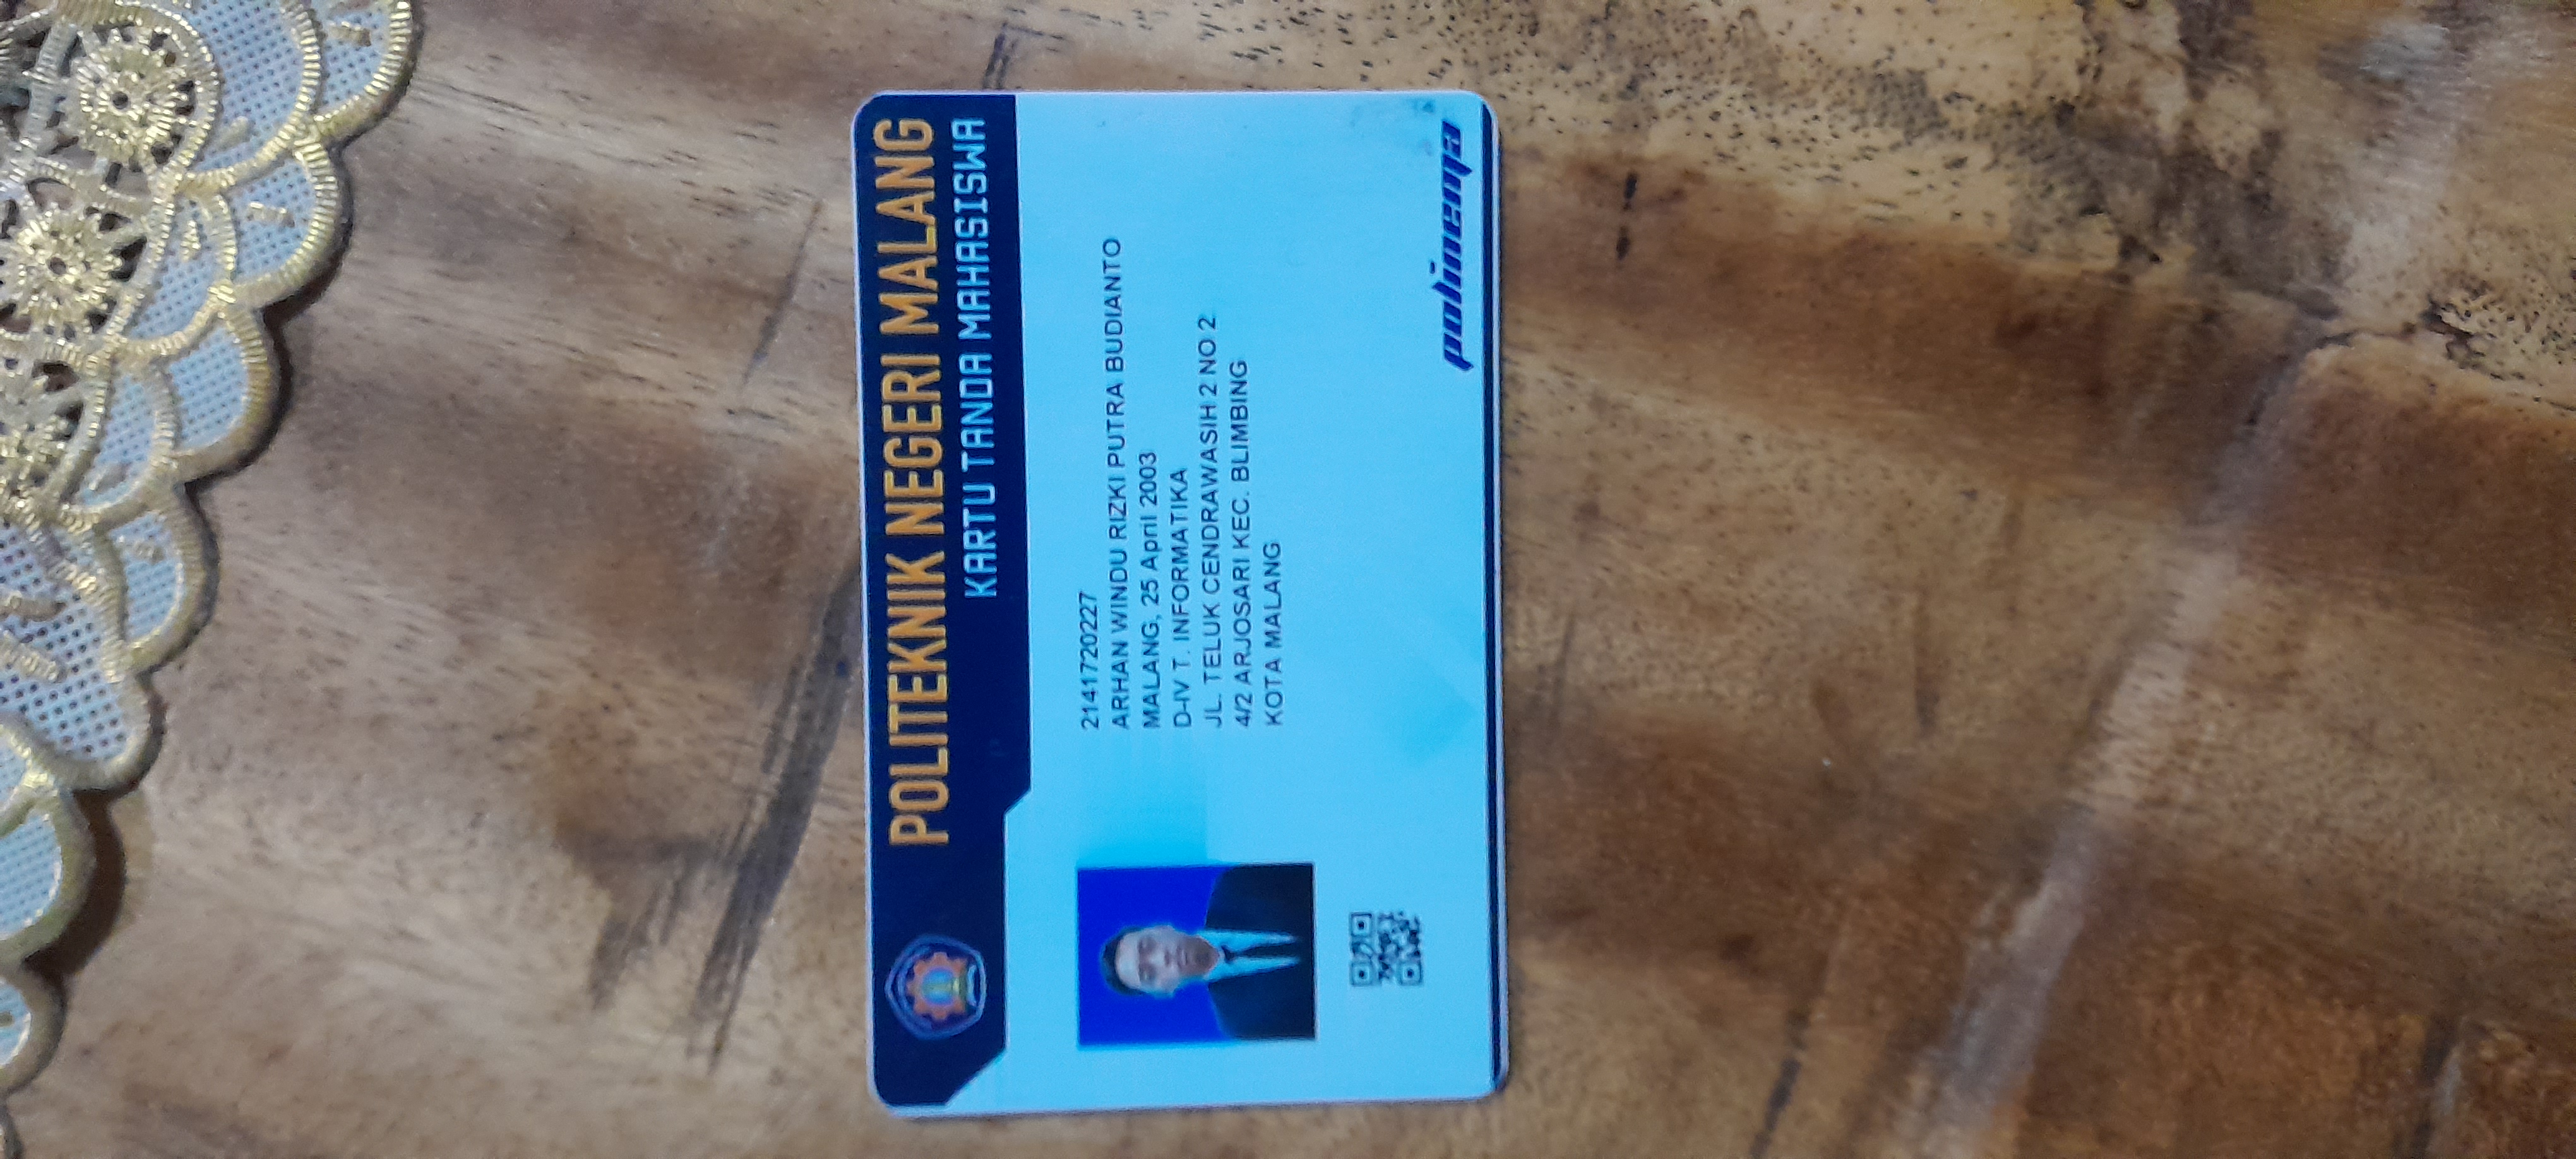 POLITEKNIK NEGERI MALANG
KARTU TANDA MAHASISWA
2141720227
ARHAN WINDU RIZKI PUTRA BUDIANTO
MALANG, 25 April 2003
D-IV T. INFORMATIKA
JL. TELUK CENDRAWASIH 2 NO 2
4/2 ARJOSARI KEC. BLIMBING
KOTA MALANG
polinema